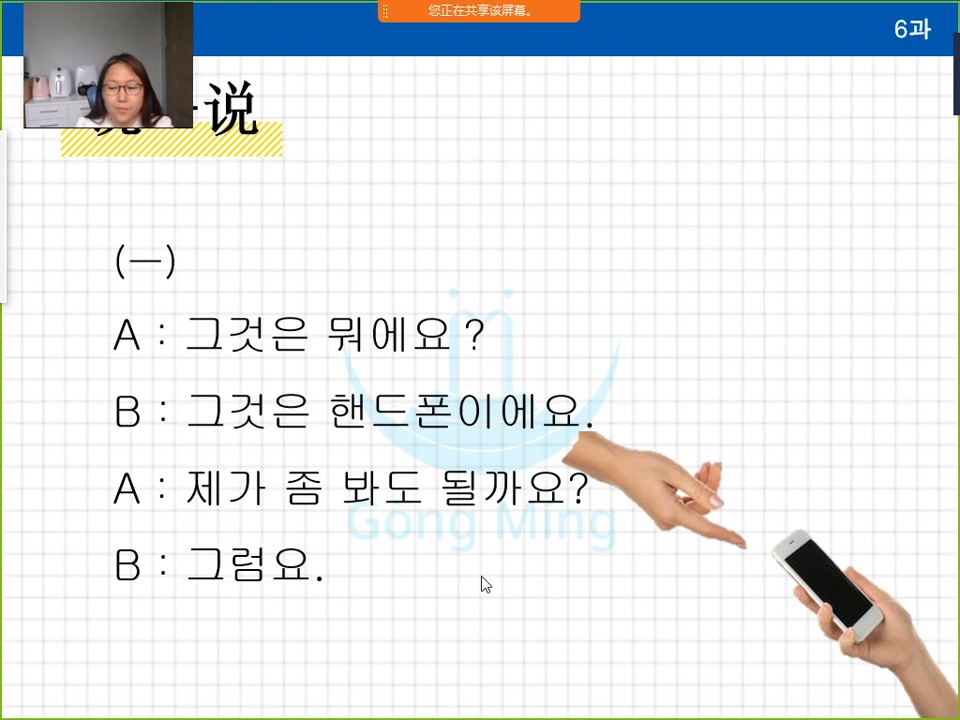 您正在共享该屏幕。
6과
说
(一)
A : 그것은 뭐에요 ?
B : 그것은 핸드폰이에요.
A : 제가 좀 봐도 될까요?
Gong Ming
B : 그럼요.